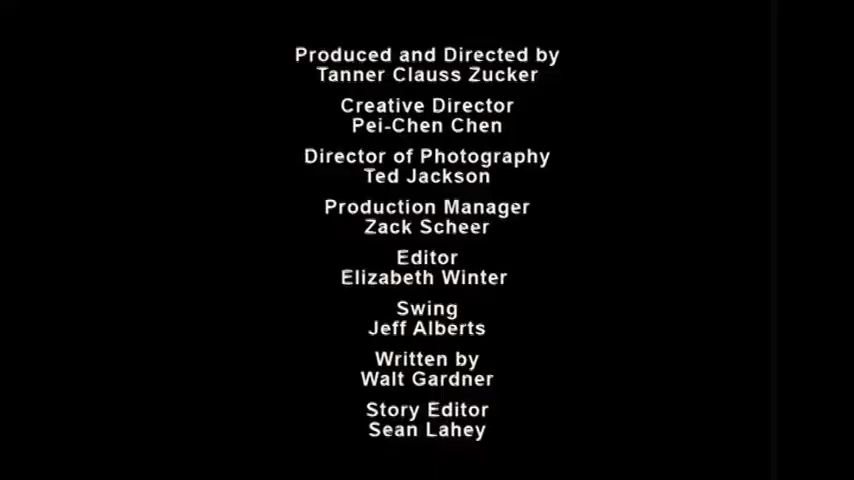 Produced and Directed by
Tanner Clauss Zucker
Creative Director
Pei-Chen Chen
Director of Photography
Ted Jackson
Production Manager
Zack Scheer
Editor
Elizabeth Winter
Swing
Jeff Alberts
Written by
Walt Gardner
Story Editor
Sean Lahey